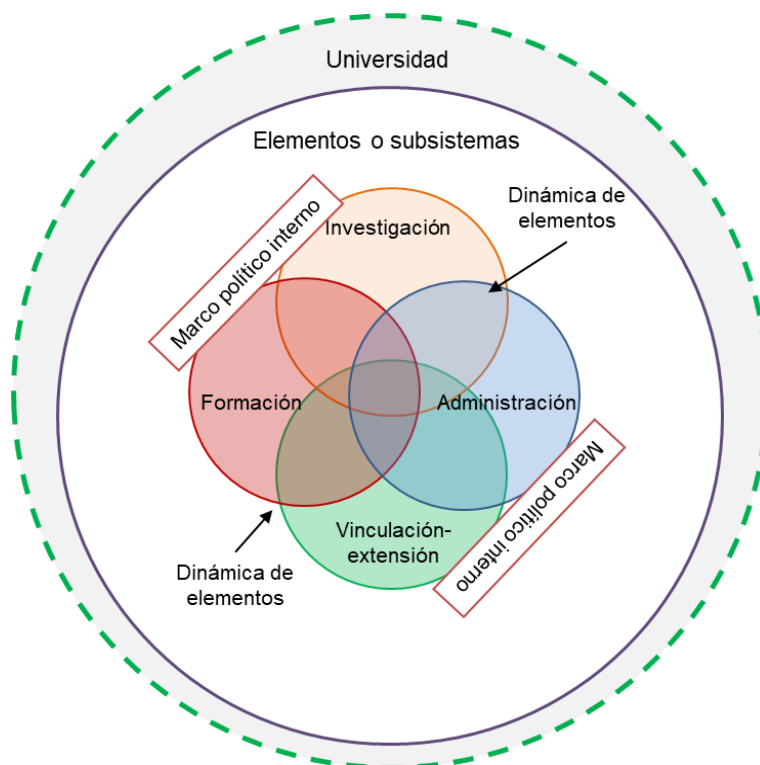 Universidad
Elementos o subsistemas
Dinámica de
elementos
Marco político interno
Investigación
Formación
Administración
Marco político interno
Vinculación-
extensión
Dinámica de
elementos